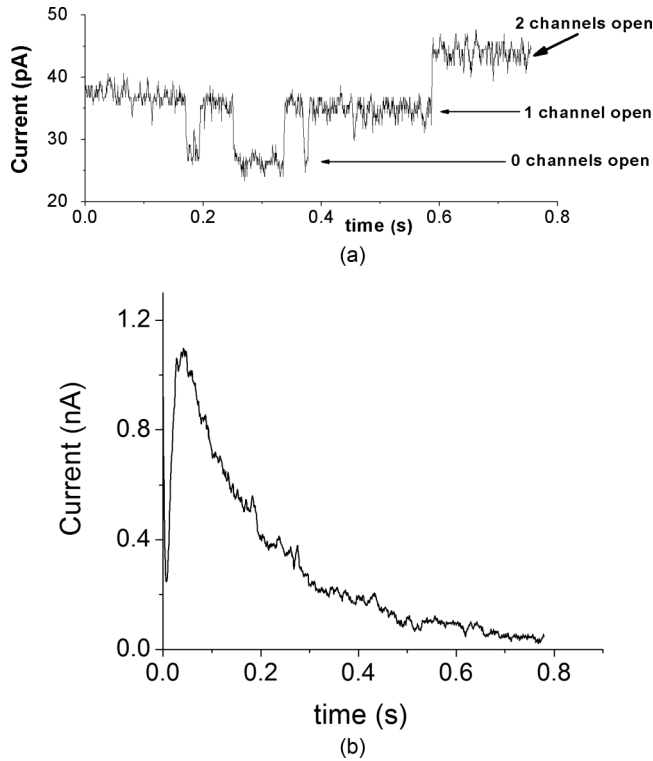 50
40
30
20
Current (pA)
2 channels open
1 channel open
0 channels open
0.0 0.2 0.4 0.6 0.8
time (s)
(a)
1.2
0.8
0.4
0.0
Current (nA)
0.0 0.2 0.4 0.6 0.8
time (s)
(b)